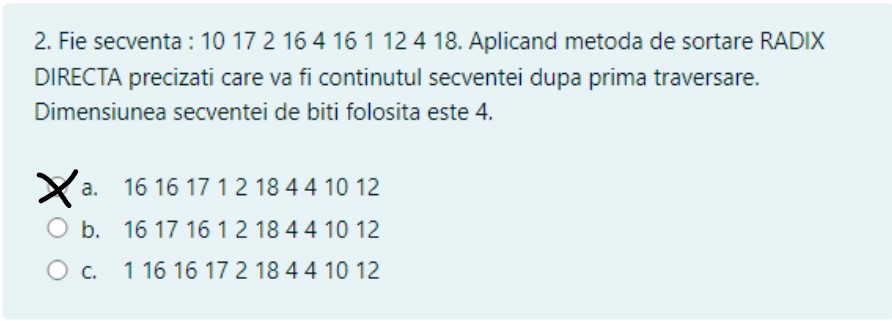 2. Fie secventa : 10 17 2 16 4 16 1 12 4 18. Aplicand metoda de sortare RADIX
DIRECTA precizati care va fi continutul secventei dupa prima traversare.
Dimensiunea secventei de biti folosita este 4.
a. 16 16 17 1 2 18 4 4 10 12
b. 16 17 16 1 2 18 4 4 10 12
c. 1 16 16 17 2 18 4 4 10 12